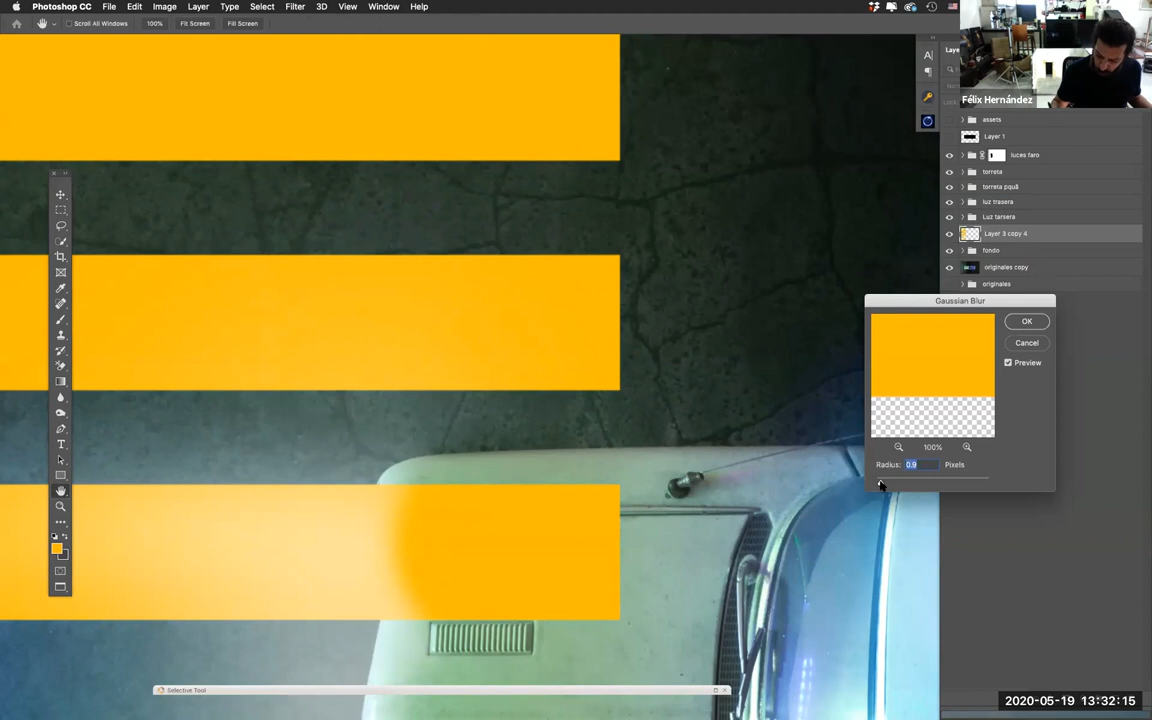 Photoshop CC File Edit Image Layer Type Select Filter 3D View Window Help
Scroll All Windows 100% Fit Screen Fill Screen
Félix Hernández
assets
Layer 1
luces faro
torreta
torreta pquã
luz trasera
Luz tarsera
Layer 3 copy 4
fondo
originales copy
originales
Gaussian Blur
OK
Cancel
Preview
100%
Radius: 0.9 Pixels
Selective Tool
2020-05-19 13:32:15